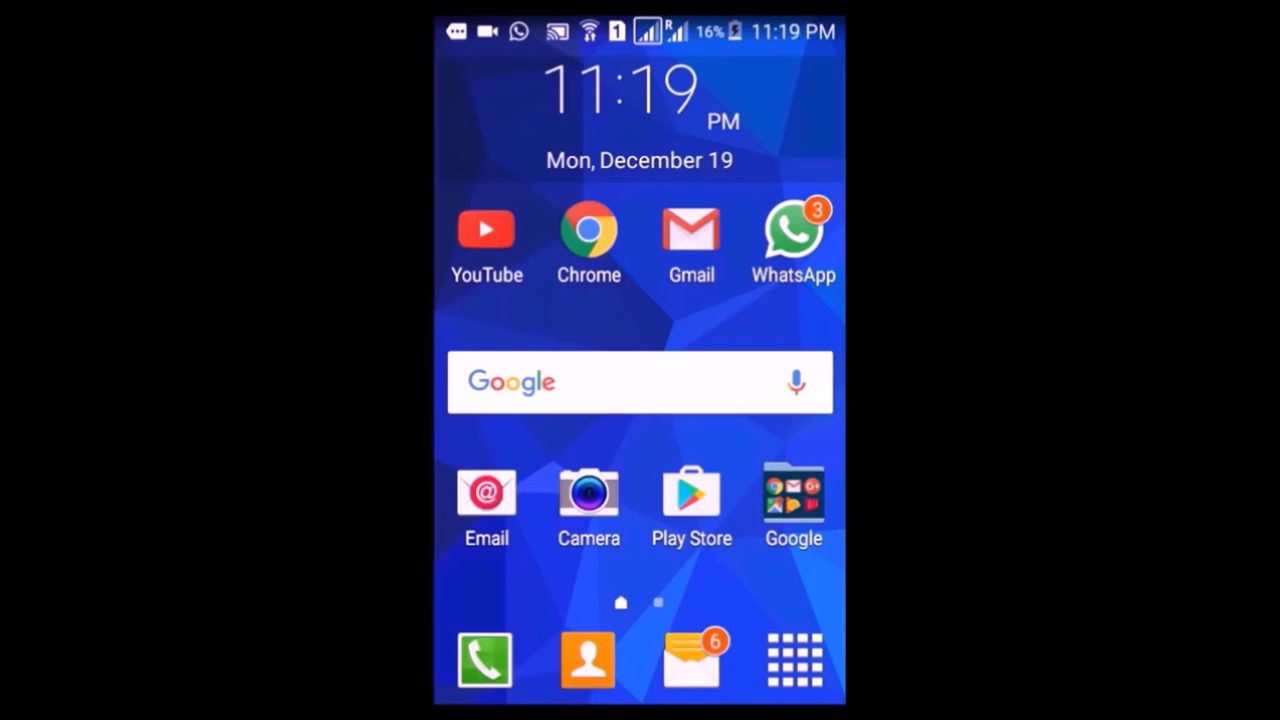 1 R 16% 11:19 PM
11:19 PM
Mon, December 19
3
YouTube Chrome Gmail WhatsApp
Google
@
Email Camera Play Store Google
6